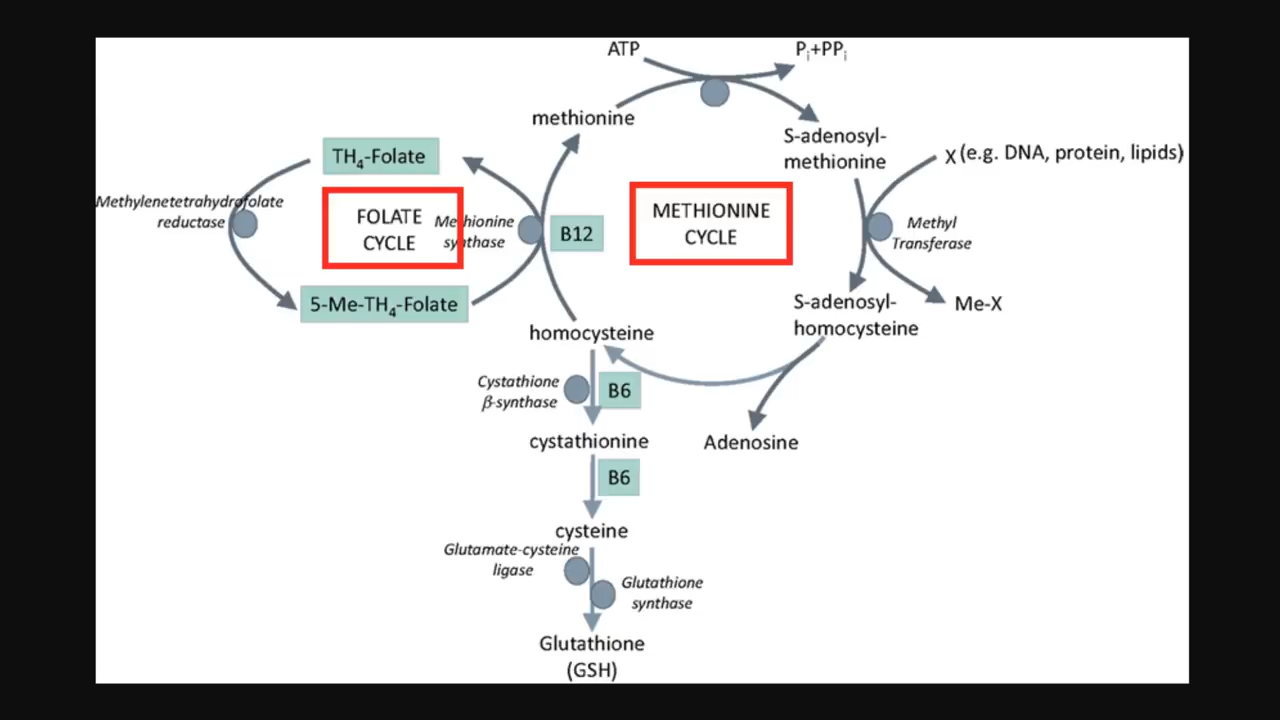 ATP
Pᵢ+PPᵢ
methionine
S-adenosyl-
methionine
X (e.g. DNA, protein, lipids)
TH₄-Folate
Methylenetetrahydrofolate
reductase
FOLATE
CYCLE
Methionine
synthase
B12
METHIONINE
CYCLE
Methyl
Transferase
5-Me-TH₄-Folate
S-adenosyl-
homocysteine
Me-X
homocysteine
Cystathione
β-synthase
B6
cystathionine
Adenosine
B6
cysteine
Glutamate-cysteine
ligase
Glutathione
synthase
Glutathione
(GSH)